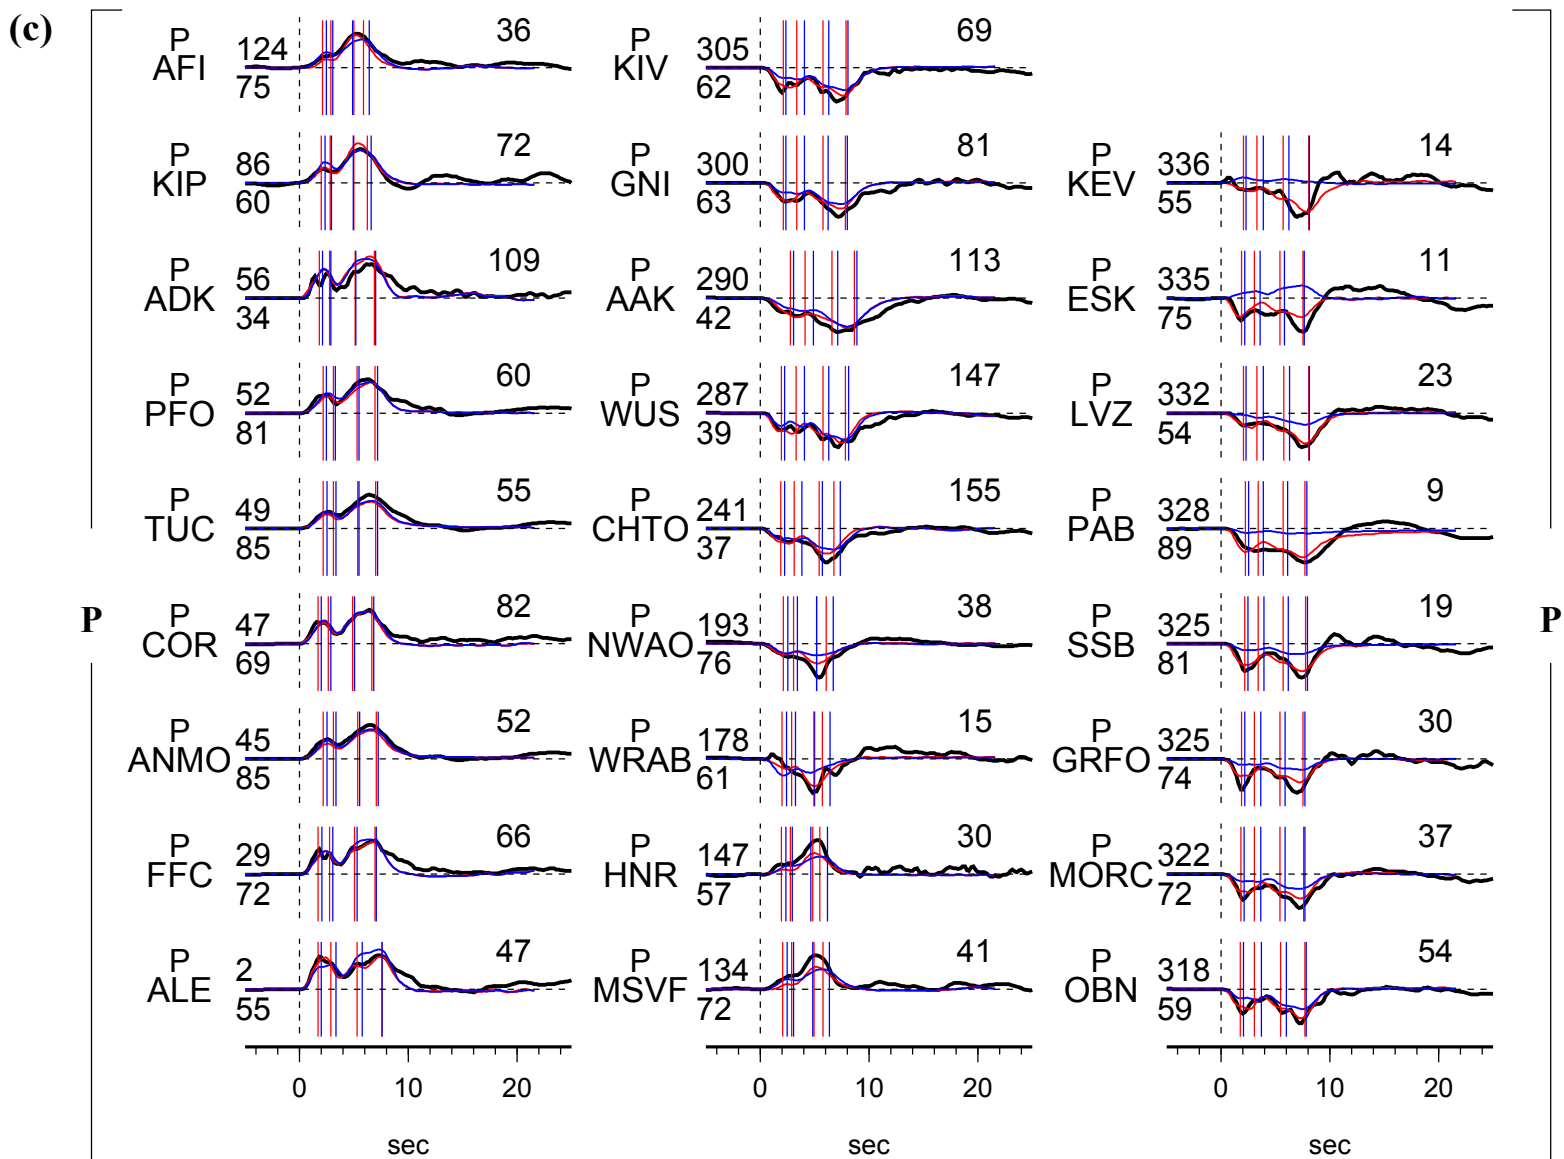 (c)
P
AFI
124
75
36
P
KIP
86
60
72
P
ADK
56
34
109
P
PFO
52
81
60
P
TUC
49
85
55
P
COR
47
69
82
P
ANMO
45
85
52
P
FFC
29
72
66
P
ALE
2
55
47
0 10 20
sec
P
KIV
305
62
69
P
GNI
300
63
81
P
AAK
290
42
113
P
WUS
287
39
147
P
CHTO
241
37
155
P
NWAO
193
76
38
P
WRAB
178
61
15
P
HNR
147
57
30
P
MSVF
134
72
41
0 10 20
sec
P
KEV
336
55
14
P
ESK
335
75
11
P
LVZ
332
54
23
P
PAB
328
89
9
P
SSB
325
81
19
P
GRFO
325
74
30
P
MORC
322
72
37
P
OBN
318
59
54
0 10 20
sec
P
P